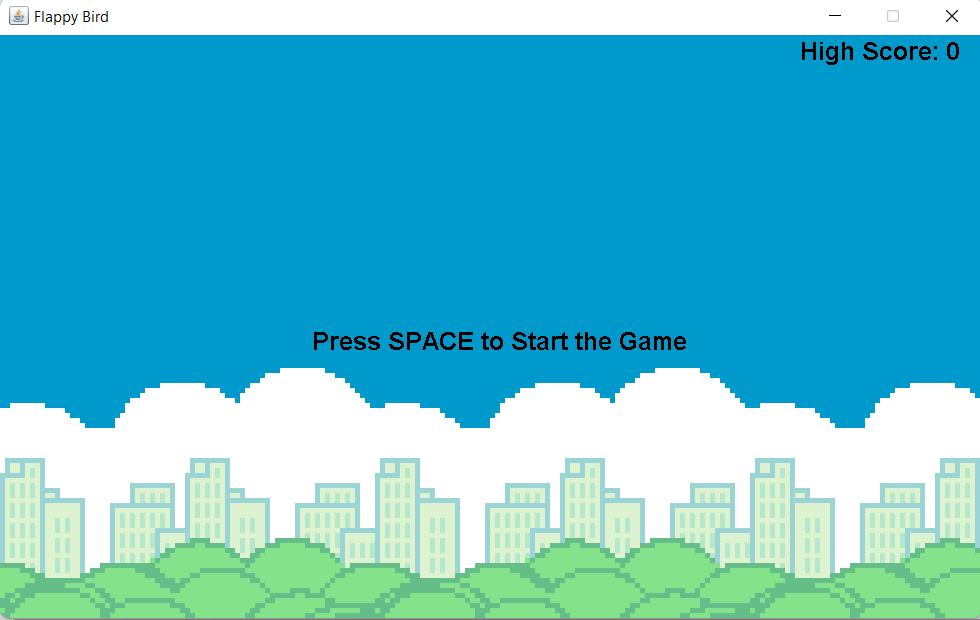 Flappy Bird
High Score: 0
Press SPACE to Start the Game